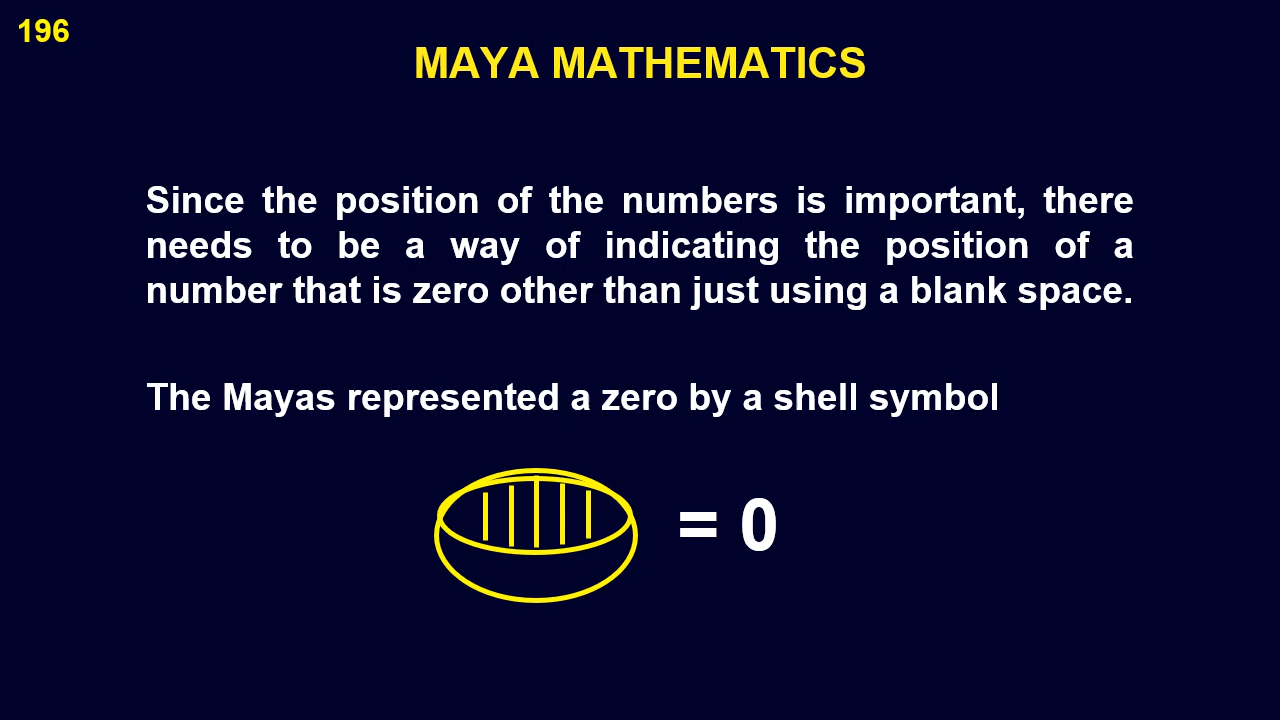 196
MAYA MATHEMATICS
Since the position of the numbers is important, there
needs to be a way of indicating the position of a
number that is zero other than just using a blank space.
The Mayas represented a zero by a shell symbol
= 0